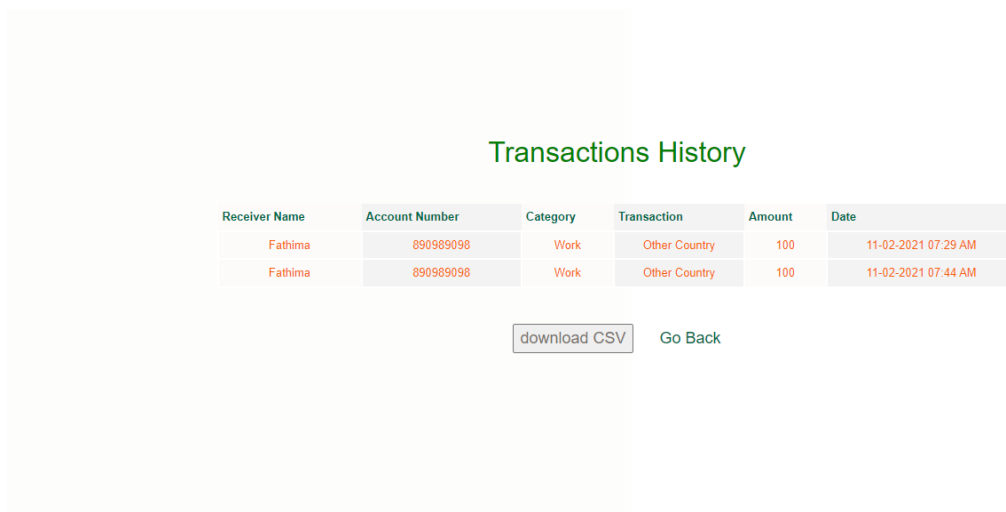 Transactions History
Receiver Name Account Number Category Transaction Amount Date
Fathima 890989098 Work Other Country 100 11-02-2021 07:29 AM
Fathima 890989098 Work Other Country 100 11-02-2021 07:44 AM
download CSV Go Back